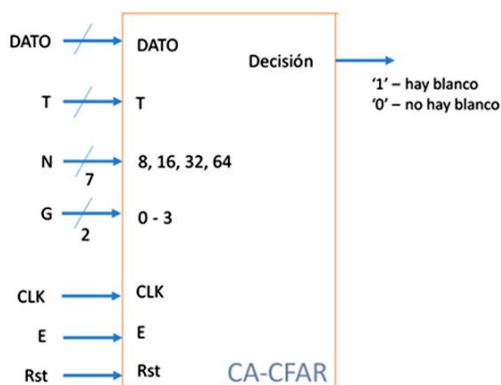 DATO DATO
Decisión
'1' – hay blanco
'0' – no hay blanco
T T
N 8, 16, 32, 64
7
G 0 - 3
2
CLK CLK
E E
Rst Rst
CA-CFAR